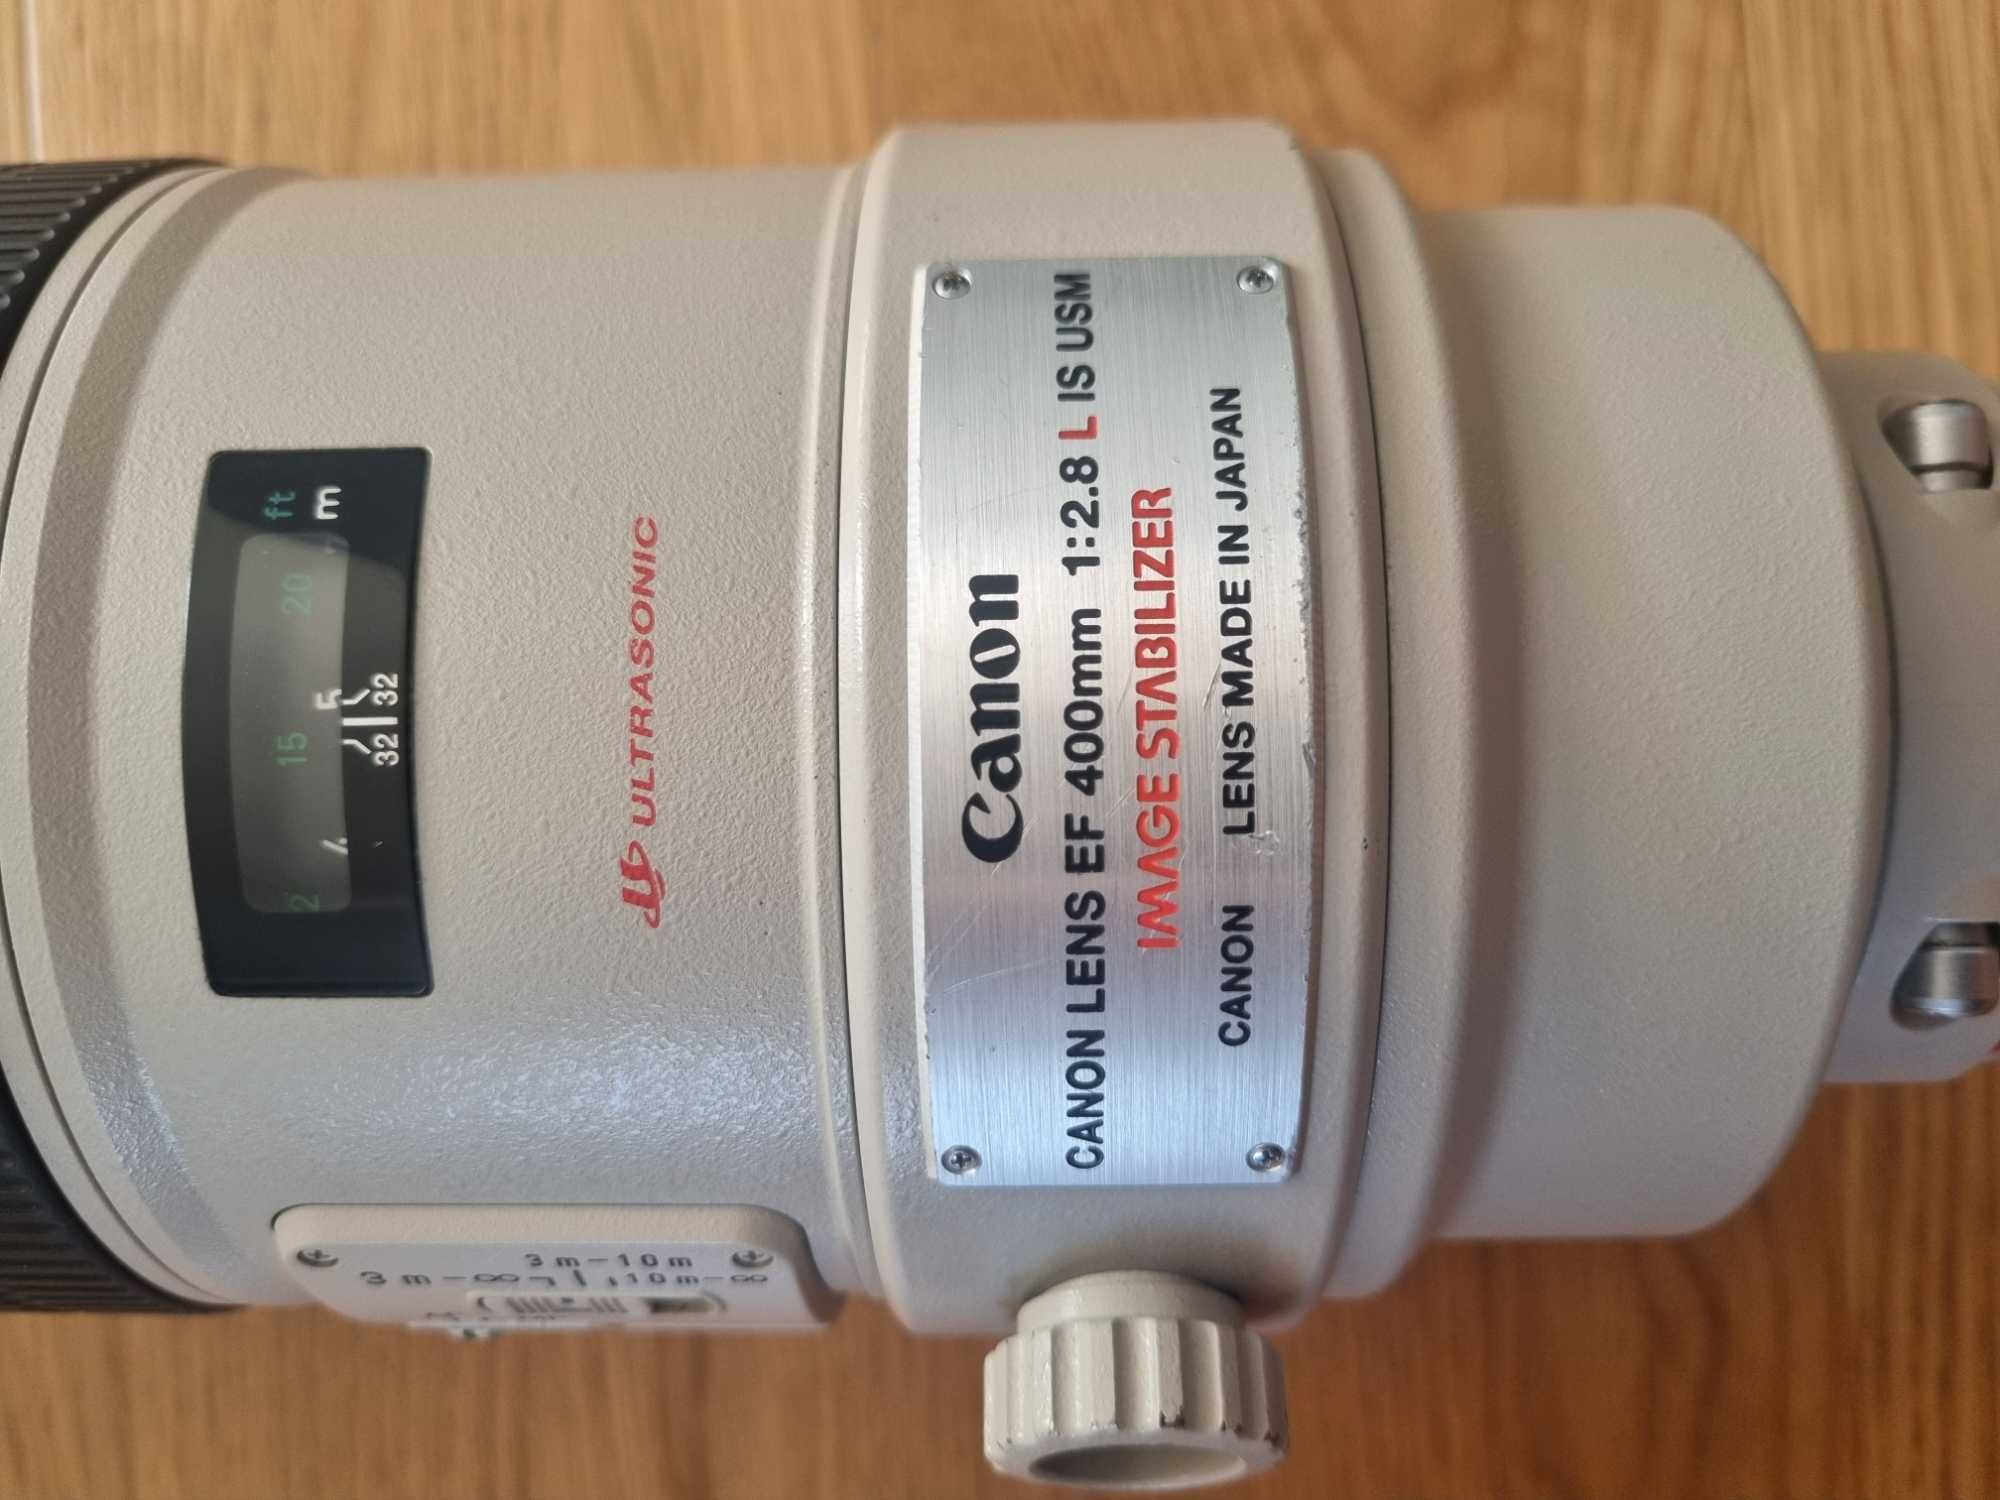 Canon
CANON LENS EF 400mm 1:2.8 L IS USM
IMAGE STABILIZER
CANON LENS MADE IN JAPAN
ULTRASONIC
ft
m
15 20
4 5
32 32
3m-10m
3m-∞
10m-∞